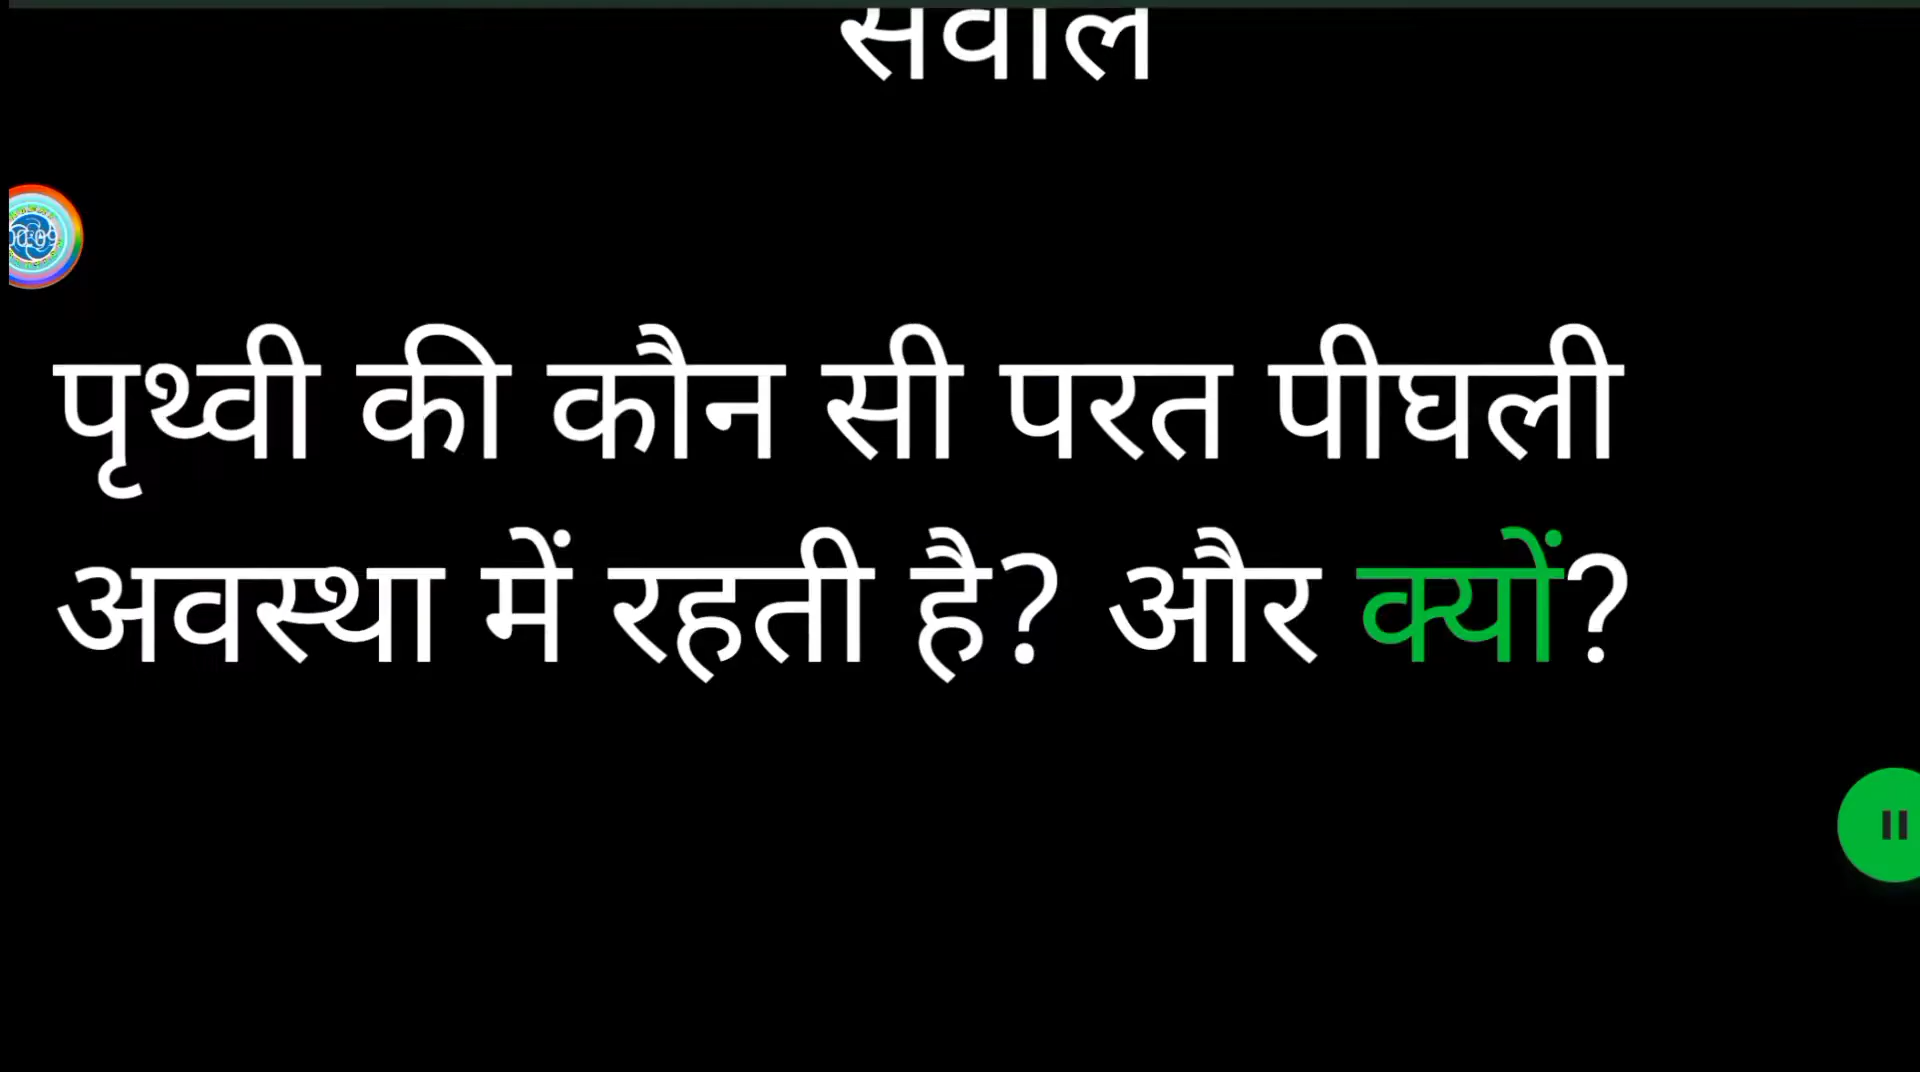 सवाल
पृथ्वी की कौन सी परत पीघली
अवस्था में रहती है? और क्यों?